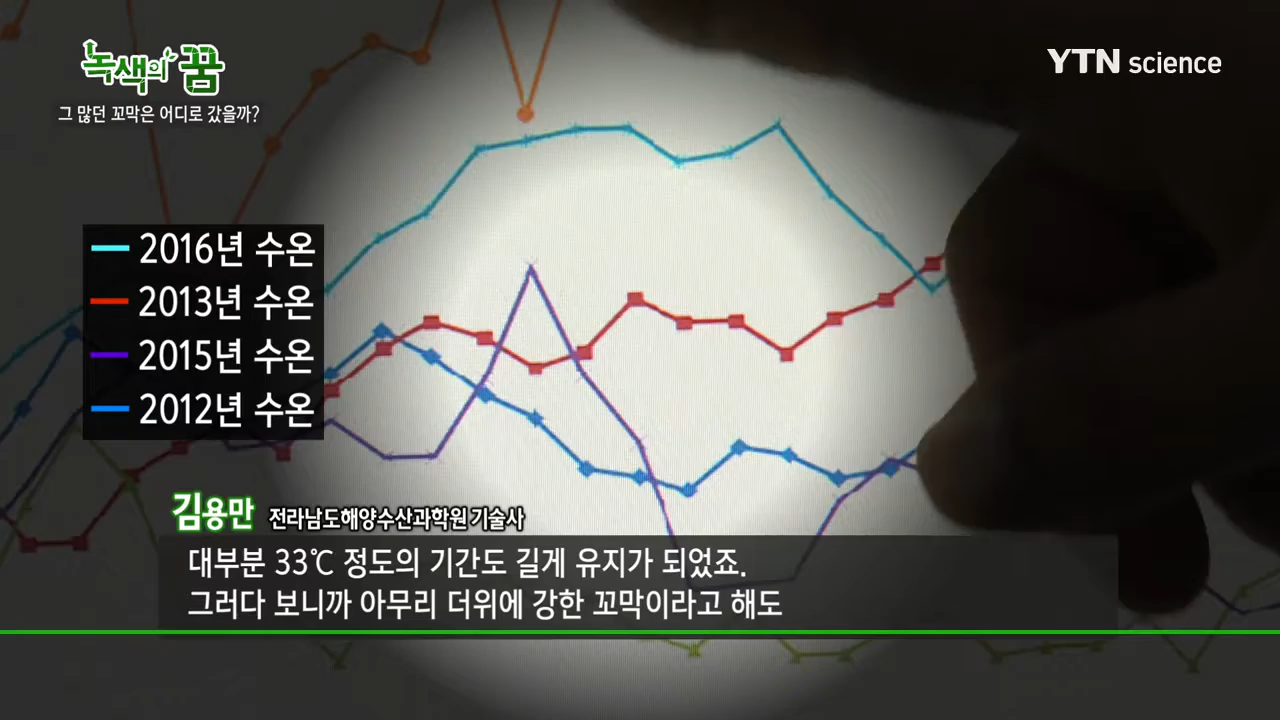 녹색의 꿈
그 많던 꼬막은 어디로 갔을까?
YTN science
2016년 수온
2013년 수온
2015년 수온
2012년 수온
김용만 전라남도해양수산과학원 기술사
대부분 33℃ 정도의 기간도 길게 유지가 되었죠.
그러다 보니까 아무리 더위에 강한 꼬막이라고 해도